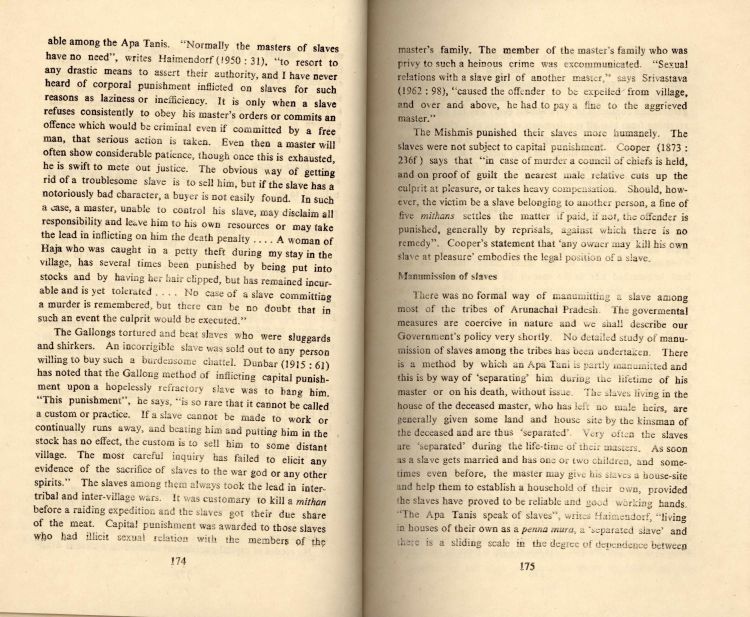 able among the Apa Tanis. "Normally the masters of slaves
have no need", writes Haimendorf (1950 : 31), "to resort to
any drastic means to assert their authority, and I have never
heard of corporal punishment inflicted on slaves for such
reasons as laziness or inefficiency. It is only when a slave
refuses consistently to obey his master's orders or commits an
offence which would be criminal even if committed by a free
man, that serious action is taken. Even then a master will
often show considerable patience, though once this is exhausted,
he is swift to mete out justice. The obvious way of getting
rid of a troublesome slave is to sell him, but if the slave has a
notoriously bad character, a buyer is not easily found. In such
a case, a master, unable to control his slave, may disclaim all
responsibility and leave him to his own resources or may take
the lead in inflicting on him the death penalty . . . . A woman of
Haja who was caught in a petty theft during my stay in the
village, has several times been punished by being put into
stocks and by having her hair clipped, but has remained incur-
able and is yet tolerated . . . . No case of a slave committing
a murder is remembered, but there can be no doubt that in
such an event the culprit would be executed."
The Gallongs tortured and beat slaves who were sluggards
and shirkers. An incorrigible slave was sold out to any person
willing to buy such a burdensome chattel. Dunbar (1915 : 61)
has noted that the Gallong method of inflicting capital punish-
ment upon a hopelessly refractory slave was to hang him.
"This punishment", he says, "is so rare that it cannot be called
a custom or practice. If a slave cannot be made to work or
continually runs away, and beating him and putting him in the
stock has no effect, the custom is to sell him to some distant
village. The most careful inquiry has failed to elicit any
evidence of the sacrifice of slaves to the war god or any other
spirits." The slaves among them always took the lead in inter-
tribal and inter-village wars. It was customary to kill a mithan
before a raiding expedition and the slaves got their due share
of the meat. Capital punishment was awarded to those slaves
who had illicit sexual relation with the members of the
174
master's family. The member of the master's family who was
privy to such a heinous crime was excommunicated. "Sexual
relations with a slave girl of another master," says Srivastava
(1962 : 98), "caused the offender to be expelled from village,
and over and above, he had to pay a fine to the aggrieved
master."
The Mishmis punished their slaves more humanely. The
slaves were not subject to capital punishment. Cooper (1873 :
236f) says that "in case of murder a council of chiefs is held,
and on proof of guilt the nearest male relative cuts up the
culprit at pleasure, or takes heavy compensation. Should, how-
ever, the victim be a slave belonging to another person, a fine of
five mithans settles the matter if paid, if not, the offender is
punished, generally by reprisals, against which there is no
remedy". Cooper's statement that 'any owner may kill his own
slave at pleasure' embodies the legal position of a slave.
Manumission of slaves
There was no formal way of manumitting a slave among
most of the tribes of Arunachal Pradesh. The govermental
measures are coercive in nature and we shall describe our
Government's policy very shortly. No detailed study of manu-
mission of slaves among the tribes has been undertaken. There
is a method by which an Apa Tani is partly manumitted and
this is by way of 'separating' him during the lifetime of his
master or on his death, without issue. The slaves living in the
house of the deceased master, who has left no male heirs, are
generally given some land and house site by the kinsman of
the deceased and are thus 'separated'. Very often the slaves
are 'separated' during the life-time of their masters. As soon
as a slave gets married and has one or two children, and some-
times even before, the master may give his slaves a house-site
and help them to establish a household of their own, provided
the slaves have proved to be reliable and good working hands.
"The Apa Tanis speak of slaves", writes Haimendorf, "living
in houses of their own as a penna mura, a 'separated slave' and
there is a sliding scale in the degree of dependence between
175